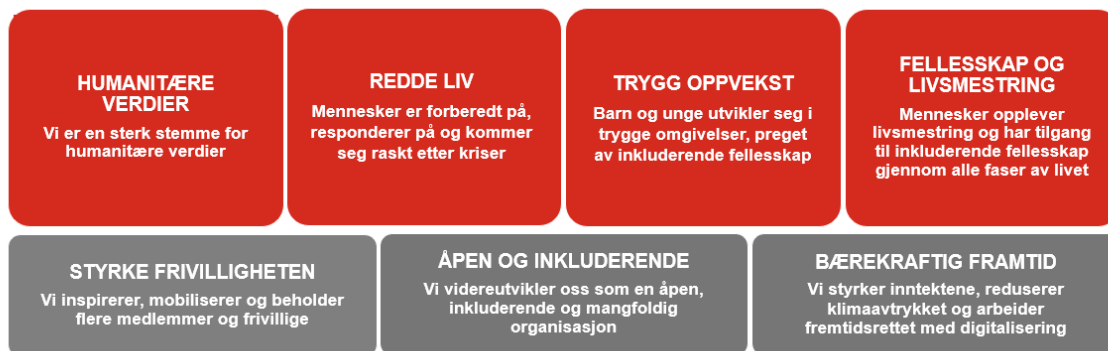 HUMANITÆRE
VERDIER
Vi er en sterk stemme for
humanitære verdier
REDDE LIV
Mennesker er forberedt på,
responderer på og kommer
seg raskt etter kriser
TRYGG OPPVEKST
Barn og unge utvikler seg i
trygge omgivelser, preget
av inkluderende fellesskap
FELLESSKAP OG
LIVSMESTRING
Mennesker opplever
livsmestring og har tilgang
til inkluderende fellesskap
gjennom alle faser av livet
STYRKE FRIVILLIGHETEN
Vi inspirerer, mobiliserer og beholder
flere medlemmer og frivillige
ÅPEN OG INKLUDERENDE
Vi videreutvikler oss som en åpen,
inkluderende og mangfoldig
organisasjon
BÆREKRAFTIG FRAMTID
Vi styrker inntektene, reduserer
klimaavtrykket og arbeider
fremtidsrettet med digitalisering